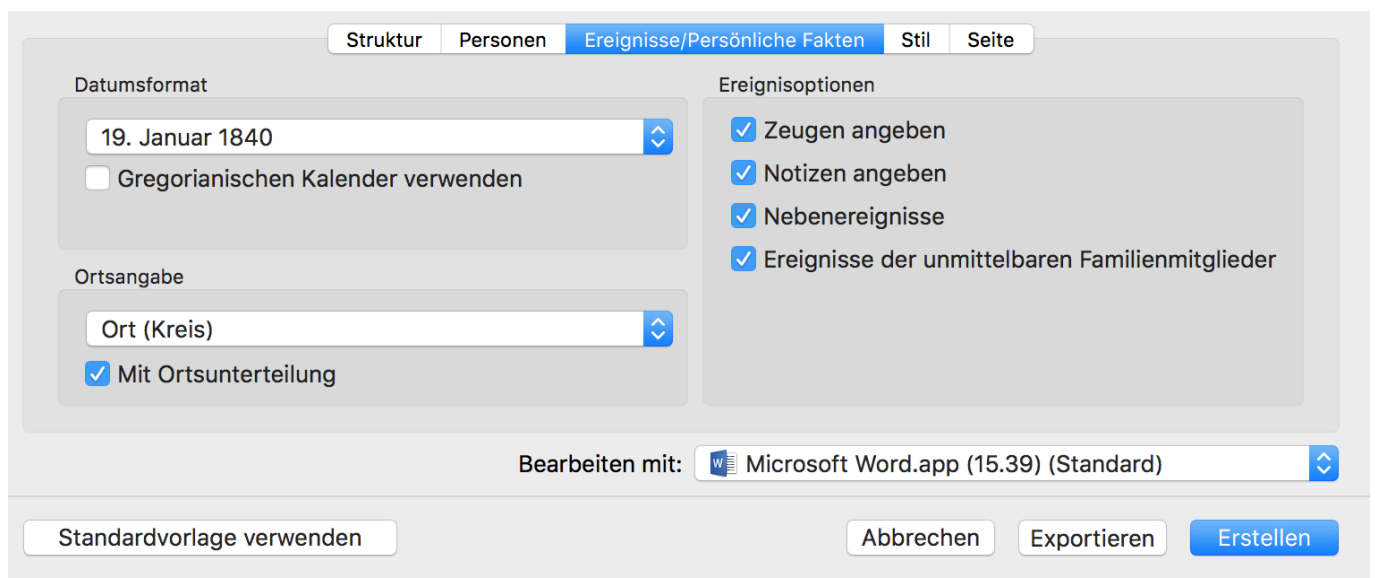 Struktur Personen Ereignisse/Persönliche Fakten Stil Seite
Datumsformat
19. Januar 1840
Gregorianischen Kalender verwenden
Ortsangabe
Ort (Kreis)
Mit Ortsunterteilung
Ereignisoptionen
Zeugen angeben
Notizen angeben
Nebenereignisse
Ereignisse der unmittelbaren Familienmitglieder
Bearbeiten mit: W Microsoft Word.app (15.39) (Standard)
Standardvorlage verwenden Abbrechen Exportieren Erstellen